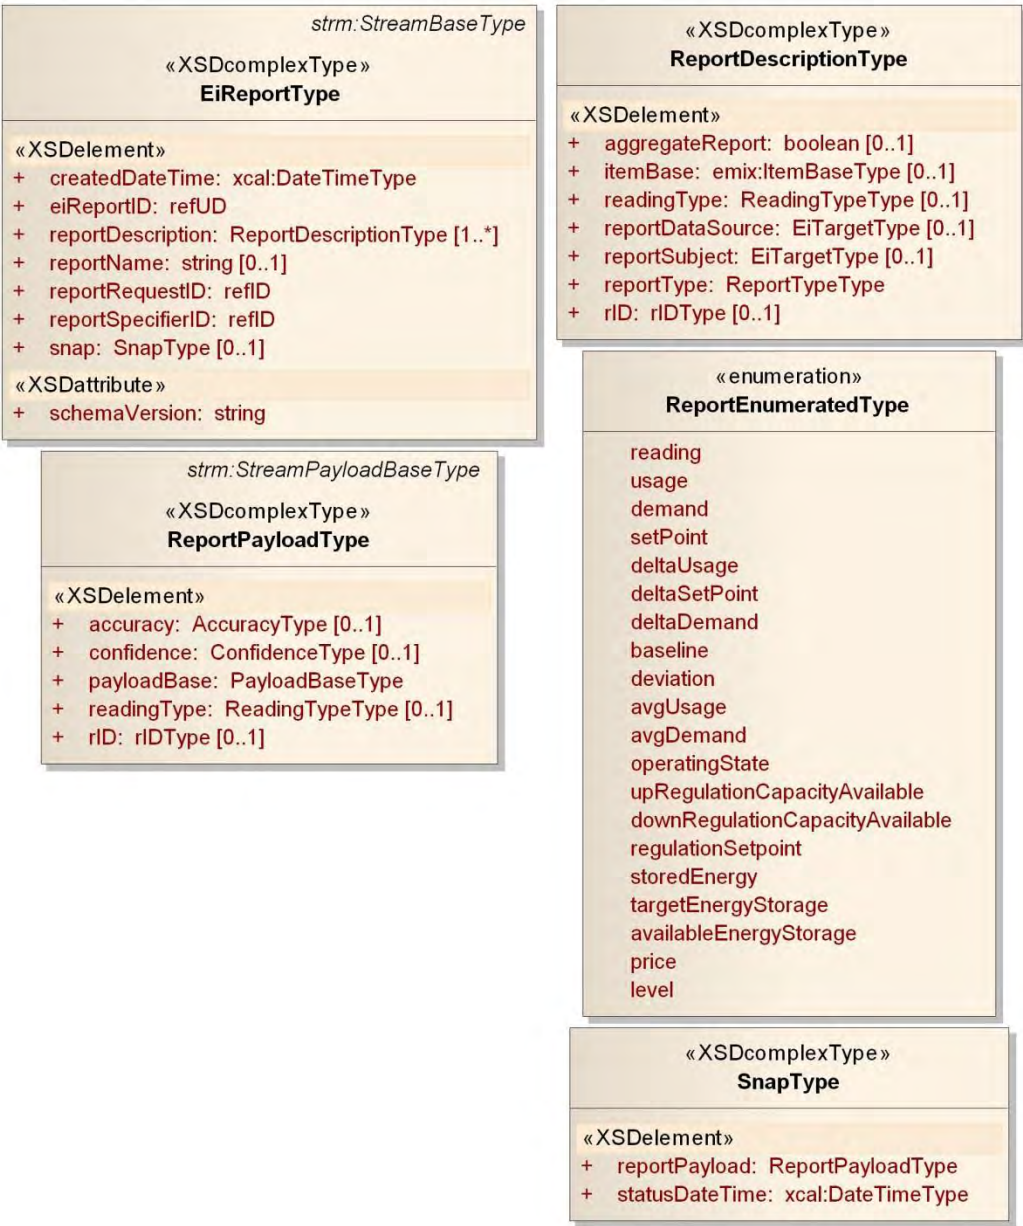 strm:StreamBaseType
«XSDcomplexType»
EiReportType
«XSDelement»
+ createdDateTime: xcal:DateTimeType
+ eiReportID: refUD
+ reportDescription: ReportDescriptionType [1..*]
+ reportName: string [0..1]
+ reportRequestID: refID
+ reportSpecifierID: refID
+ snap: SnapType [0..1]
«XSDattribute»
+ schemaVersion: string
«XSDcomplexType»
ReportDescriptionType
«XSDelement»
+ aggregateReport: boolean [0..1]
+ itemBase: emix:ItemBaseType [0..1]
+ readingType: ReadingTypeType [0..1]
+ reportDataSource: EiTargetType [0..1]
+ reportSubject: EiTargetType [0..1]
+ reportType: ReportTypeType
+ rID: rIDType [0..1]
strm:StreamPayloadBaseType
«XSDcomplexType»
ReportPayloadType
«XSDelement»
+ accuracy: AccuracyType [0..1]
+ confidence: ConfidenceType [0..1]
+ payloadBase: PayloadBaseType
+ readingType: ReadingTypeType [0..1]
+ rID: rIDType [0..1]
«enumeration»
ReportEnumeratedType
reading
usage
demand
setPoint
deltaUsage
deltaSetPoint
deltaDemand
baseline
deviation
avgUsage
avgDemand
operatingState
upRegulationCapacityAvailable
downRegulationCapacityAvailable
regulationSetpoint
storedEnergy
targetEnergyStorage
availableEnergyStorage
price
level
«XSDcomplexType»
SnapType
«XSDelement»
+ reportPayload: ReportPayloadType
+ statusDateTime: xcal:DateTimeType